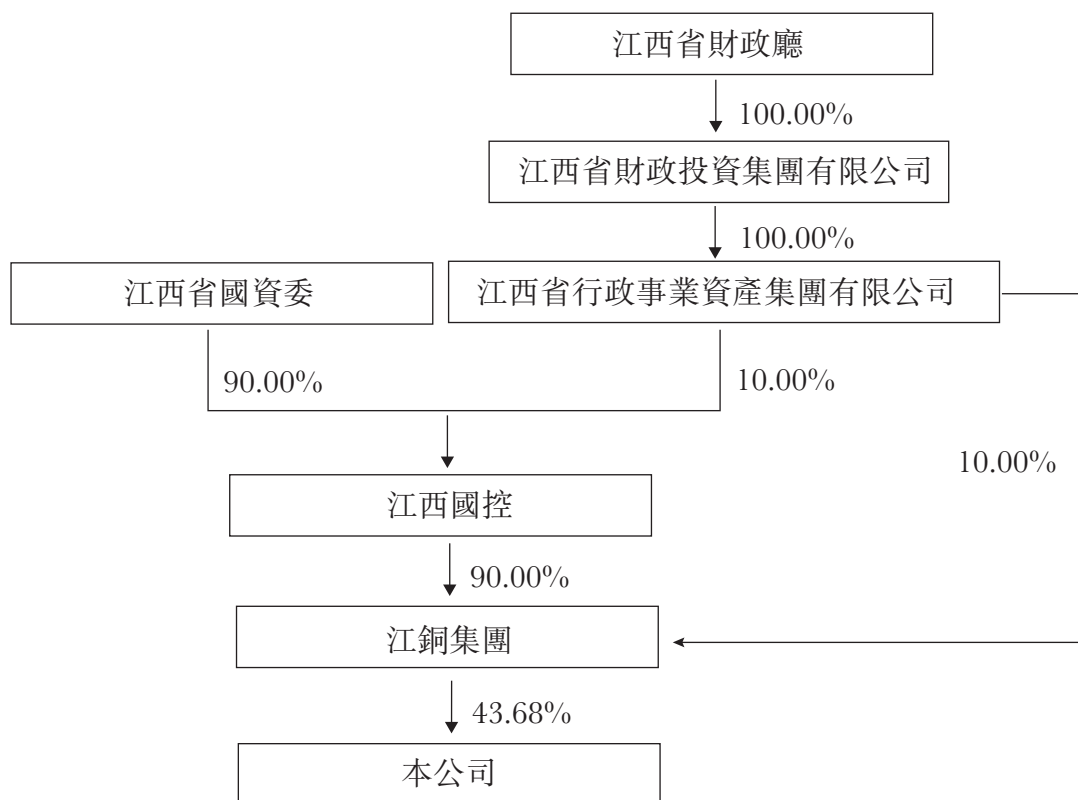 江西省財政廳
100.00%
江西省財政投資集團有限公司
100.00%
江西省國資委
江西省行政事業資產集團有限公司
90.00%
10.00%
10.00%
江西國控
90.00%
江銅集團
43.68%
本公司